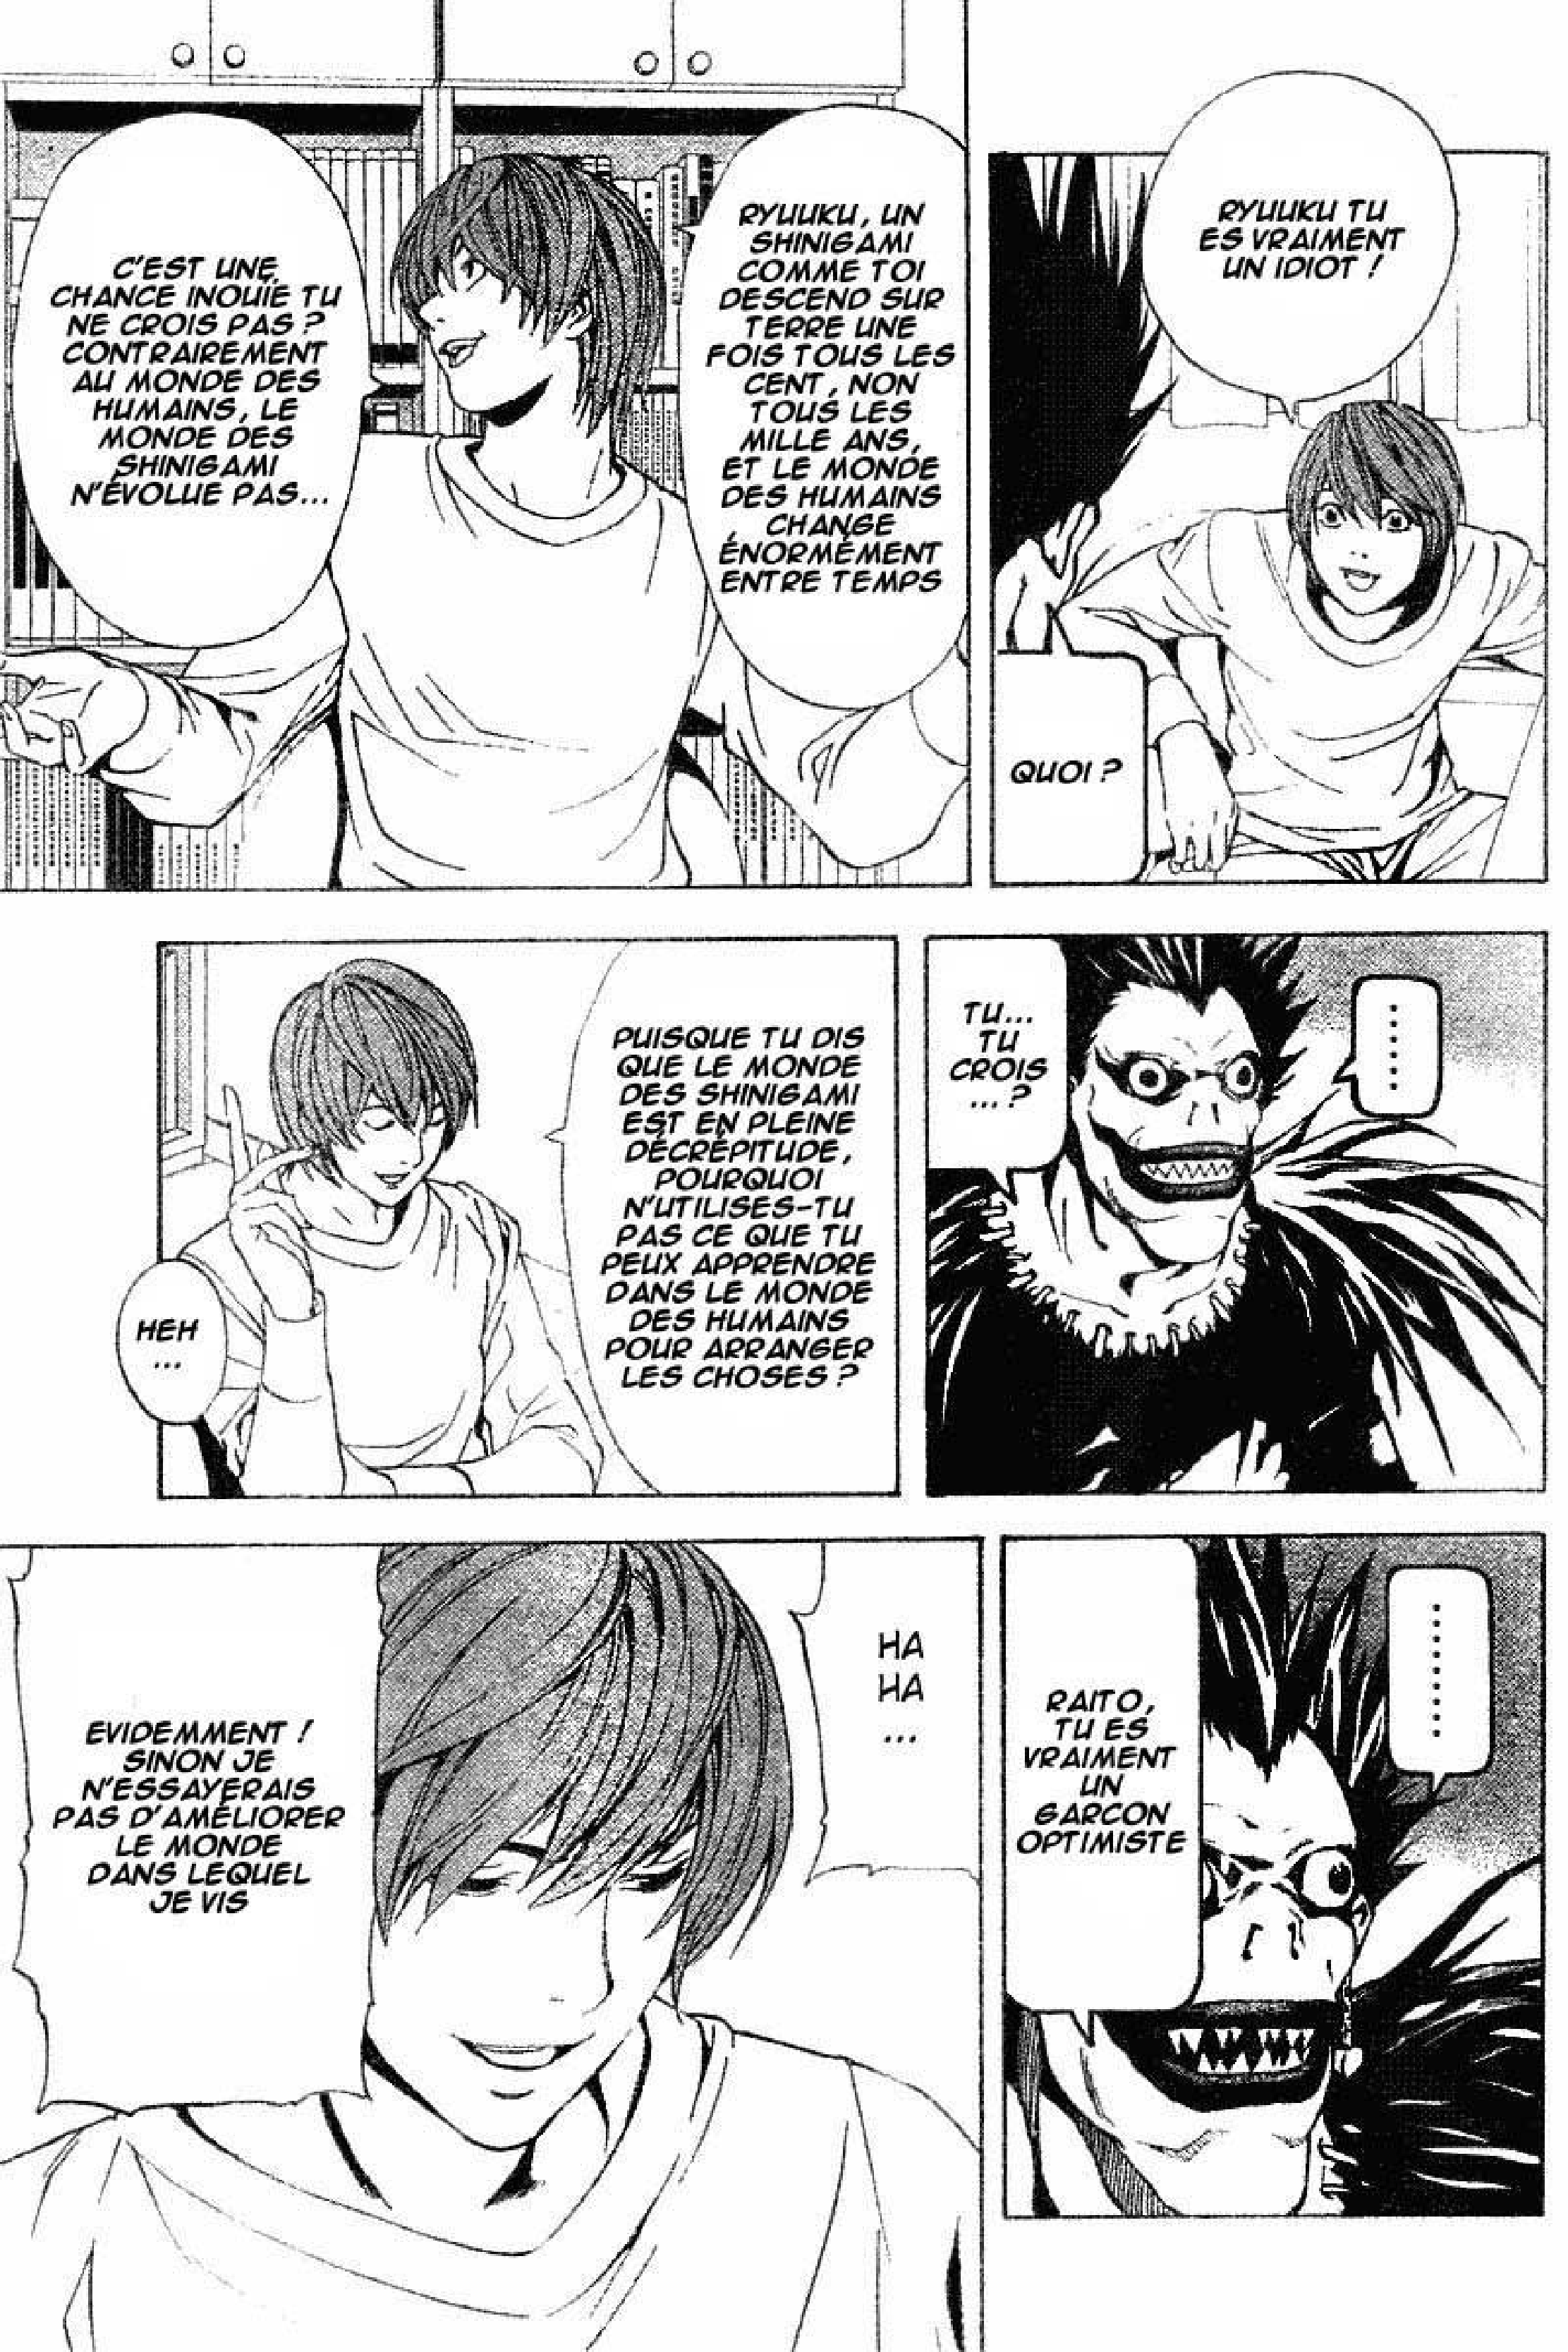 RYUUKU TU
ES VRAIMENT
UN IDIOT !
QUOI ?
RYUUKU, UN
SHINIGAMI
COMME TOI
DESCEND SUR
TERRE UNE
FOIS TOUS LES
CENT, NON
TOUS LES
MILLE ANS,
ET LE MONDE
DES HUMAINS
CHANGE
ÉNORMÉMENT
ENTRE TEMPS
C'EST UNE
CHANCE INOUÏE TU
NE CROIS PAS ?
CONTRAIREMENT
AU MONDE DES
HUMAINS, LE
MONDE DES
SHINIGAMI
N'ÉVOLUE PAS...
......
TU...
TU
CROIS
... ?
PUISQUE TU DIS
QUE LE MONDE
DES SHINIGAMI
EST EN PLEINE
DÉCRÉPITUDE,
POURQUOI
N'UTILISES-TU
PAS CE QUE TU
PEUX APPRENDRE
DANS LE MONDE
DES HUMAINS
POUR ARRANGER
LES CHOSES ?
HEH
...
.........
RAITO,
TU ES
VRAIMENT
UN
GARCON
OPTIMISTE
HA
HA
...
EVIDEMMENT !
SINON JE
N'ESSAYERAIS
PAS D'AMÉLIORER
LE MONDE
DANS LEQUEL
JE VIS